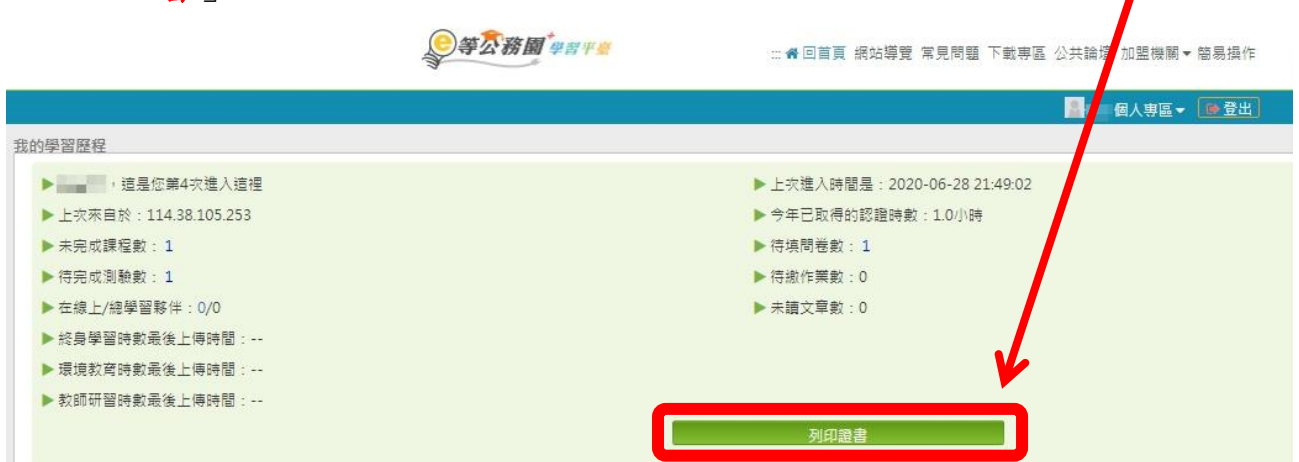 』
e等公務園+學習平臺
::: 回首頁 網站導覽 常見問題 下載專區 公共論壇 加盟機關 簡易操作
個人專區 登出
我的學習歷程
，這是您第4次進入這裡
上次進入時間是：2020-06-28 21:49:02
上次來自於：114.38.105.253
今年已取得的認證時數：1.0小時
未完成課程數：1
待填問卷數：1
待完成測驗數：1
待繳作業數：0
在線上/總學習夥伴：0/0
未讀文章數：0
終身學習時數最後上傳時間：--
環境教育時數最後上傳時間：--
教師研習時數最後上傳時間：--
列印證書